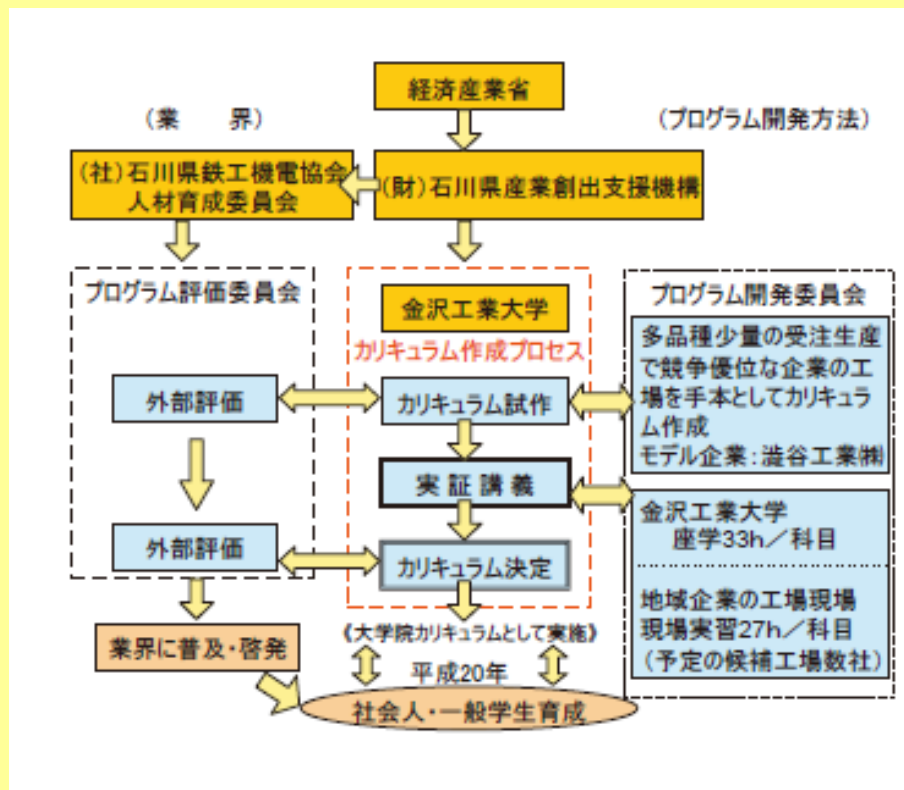 経済産業省
（業　　界）
（プログラム開発方法）
（社）石川県鉄工機電協会
人材育成委員会
（財）石川県産業創出支援機構
プログラム評価委員会
金沢工業大学
カリキュラム作成プロセス
プログラム開発委員会
多品種少量の受注生産
で競争優位な企業の工
場を手本としてカリキュラ
ム作成
モデル企業：澁谷工業㈱
外部評価
カリキュラム試作
実 証 講 義
金沢工業大学
座学33h／科目
外部評価
カリキュラム決定
地域企業の工場現場
現場実習27h／科目
（予定の候補工場数社）
業界に普及・啓発
《大学院カリキュラムとして実施》
平成20年
社会人・一般学生育成